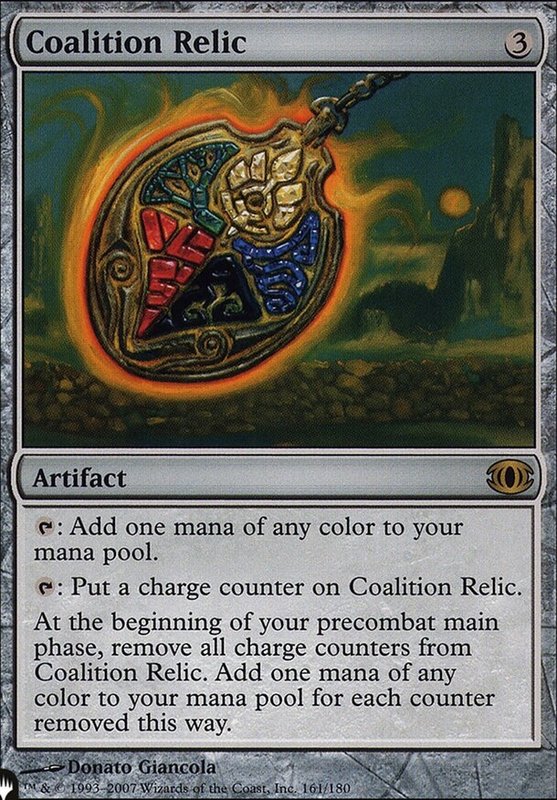 Coalition Relic 3
Artifact
: Add one mana of any color to your
mana pool.
: Put a charge counter on Coalition Relic.
At the beginning of your precombat main
phase, remove all charge counters from
Coalition Relic. Add one mana of any
color to your mana pool for each counter
removed this way.
Donato Giancola
™ & © 1993–2007 Wizards of the Coast, Inc. 161/180